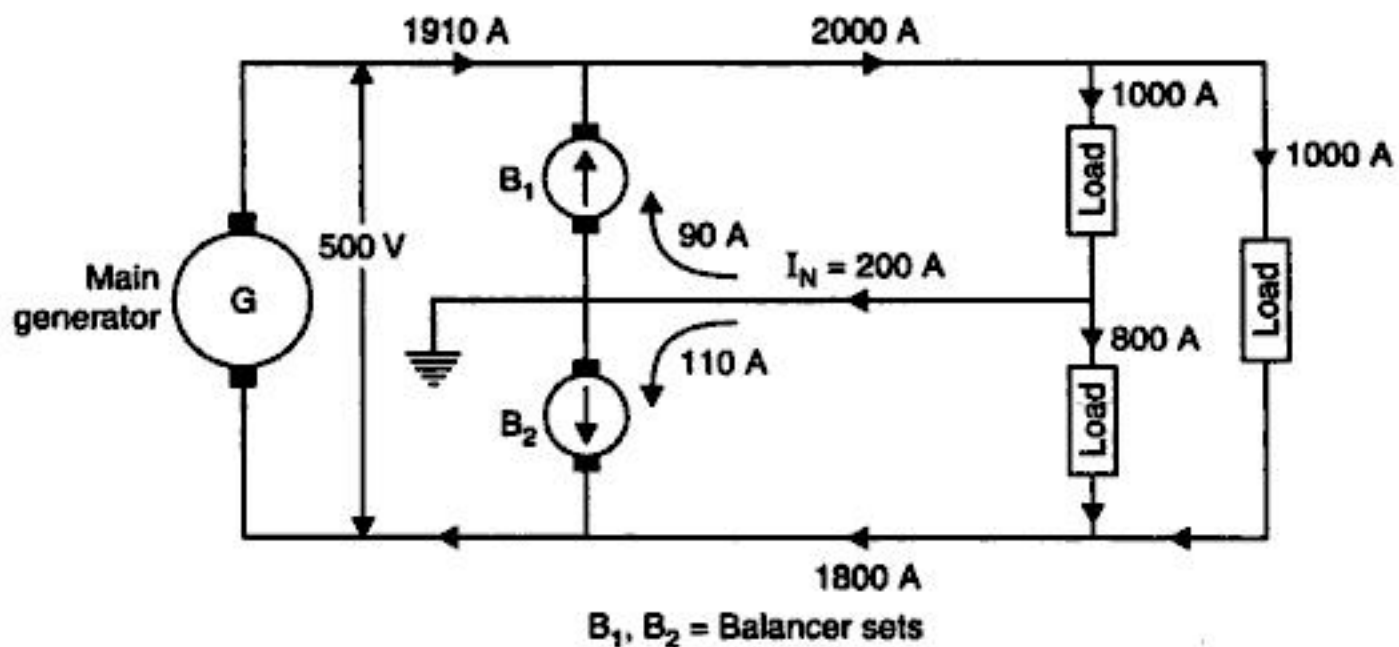 1910 A
2000 A
1000 A
1000 A
Load
B₁
90 A
500 V
I_N = 200 A
Main
generator
G
Load
110 A
800 A
B₂
Load
1800 A
B₁, B₂ = Balancer sets